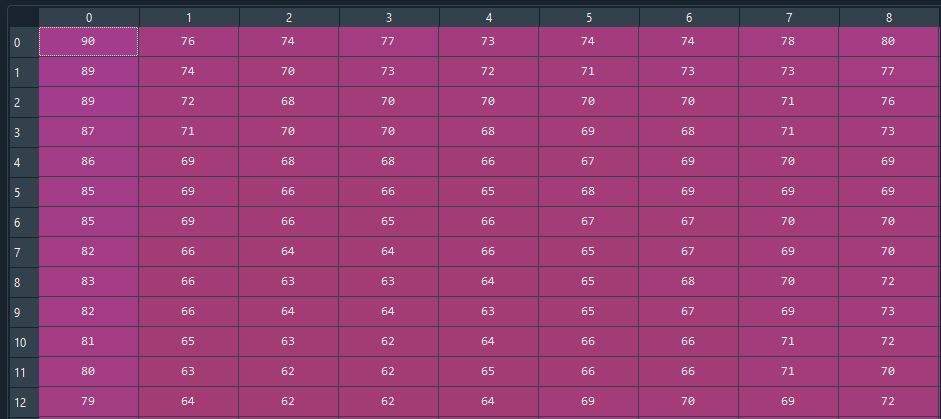 0 1 2 3 4 5 6 7 8
0 90 76 74 77 73 74 74 78 80
1 89 74 70 73 72 71 73 73 77
2 89 72 68 70 70 70 70 71 76
3 87 71 70 70 68 69 68 71 73
4 86 69 68 68 66 67 69 70 69
5 85 69 66 66 65 68 69 69 69
6 85 69 66 65 66 67 67 70 70
7 82 66 64 64 66 65 67 69 70
8 83 66 63 63 64 65 68 70 72
9 82 66 64 64 63 65 67 69 73
10 81 65 63 62 64 66 66 71 72
11 80 63 62 62 65 66 66 71 70
12 79 64 62 62 64 69 70 69 72